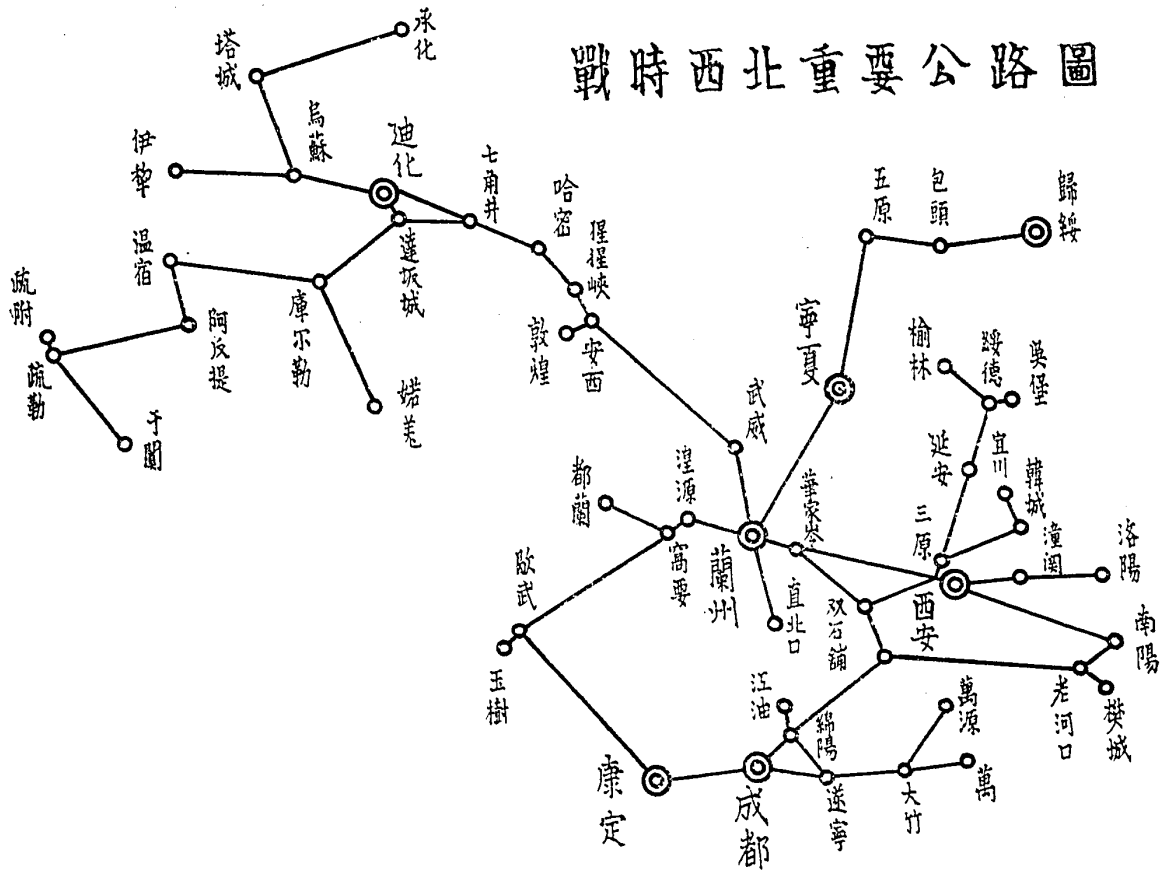 戰時西北重要公路圖
承化
塔城
烏蘇
伊犂
迪化
七角井
哈密
猩猩峽
達坂城
溫宿
疏附
疏勒
阿瓦提
庫尔勒
于闐
婼羌
敦煌
安西
武威
五原
包頭
歸綏
寧夏
榆林
綏德
吳堡
延安
宜川
韓城
三原
潼関
洛陽
西安
南陽
老河口
樊城
華家岺
双石舖
蘭州
直北口
湟源
都蘭
窩要
歇武
玉樹
康定
成都
江油
綿陽
遂寧
大竹
萬源
萬